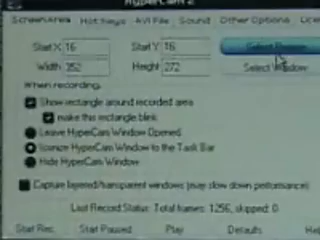 HyperCam 2
Screen Area Hot Keys AVI File Sound Other Options
Start X 16 Start Y 16 Select Region
Width 352 Height 272 Select Window
When recording,
Show rectangle around recorded area
make this rectangle blink
Leave HyperCam Window Opened
Iconize HyperCam Window to the Task Bar
Hide HyperCam Window
Capture layered/transparent windows (may slow down performance)
Last Record Status: Total frames: 1256, skipped: 0
Start Rec. Start Paused Play Defaults